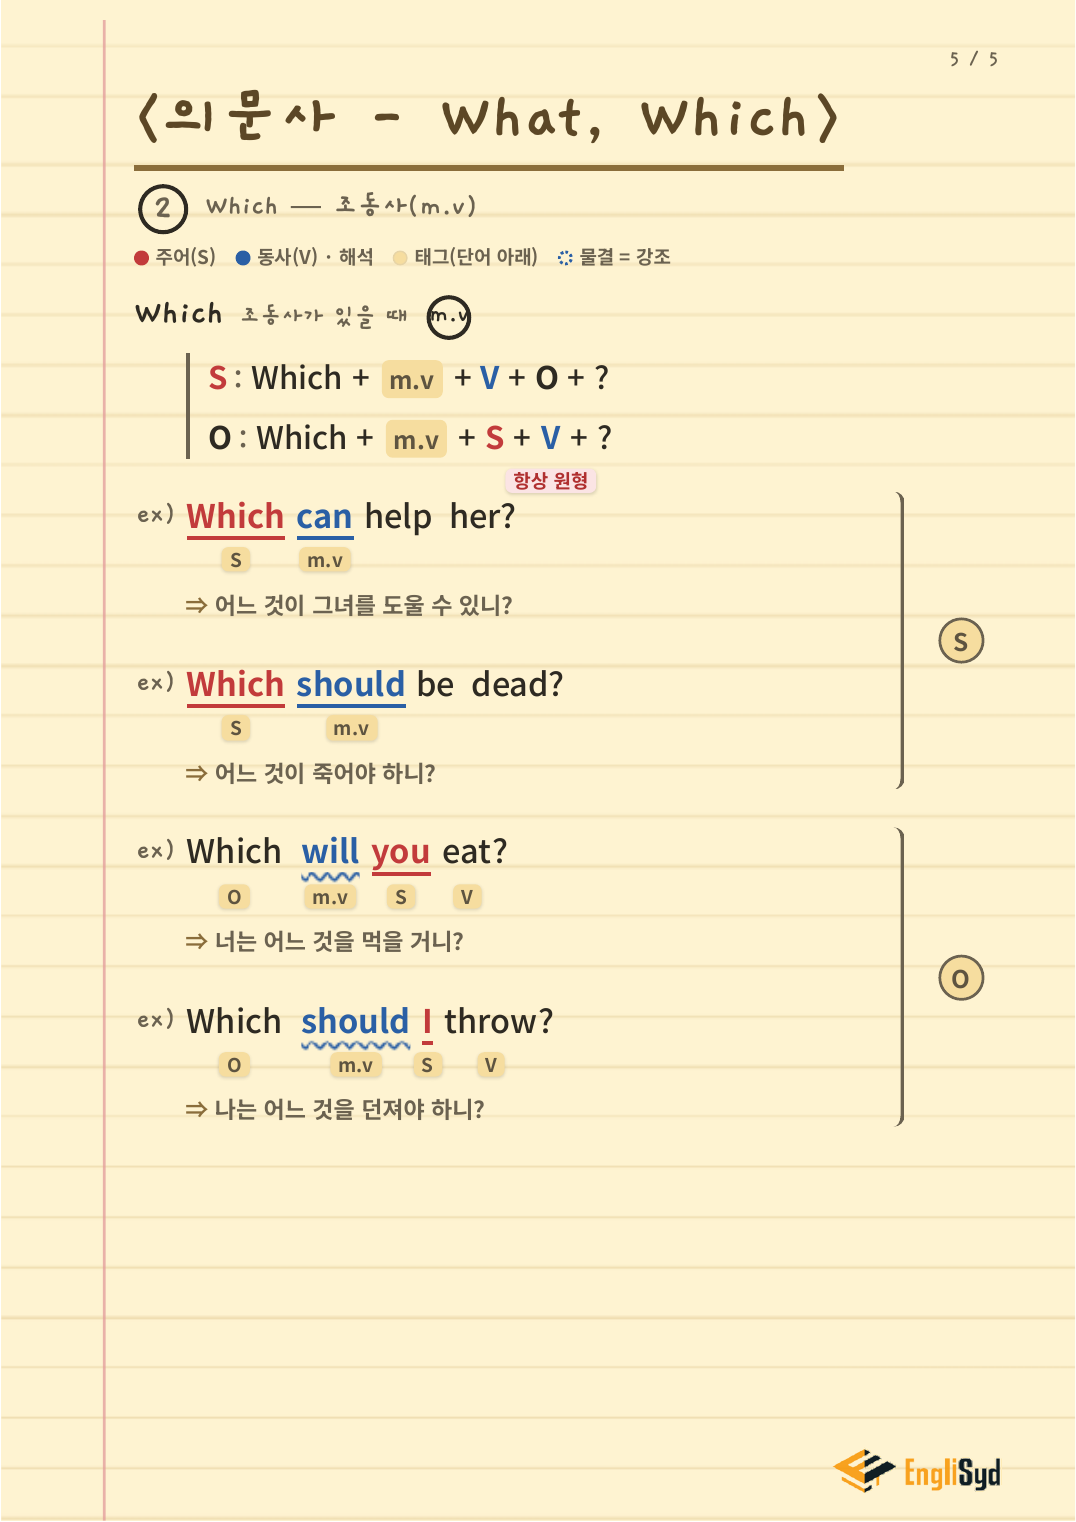 5 / 5
<의문사 - What, Which>
2 Which — 조동사(m.v)
주어(S) 동사(V) · 해석 태그(단어 아래) 물결 = 강조
Which 조동사가 있을 때 m.v
S : Which + m.v + V + O + ?
O : Which + m.v + S + V + ?
항상 원형
ex) Which can help her?
S m.v
⇒ 어느 것이 그녀를 도울 수 있니?
S
ex) Which should be dead?
S m.v
⇒ 어느 것이 죽어야 하니?
ex) Which will you eat?
O m.v S V
⇒ 너는 어느 것을 먹을 거니?
O
ex) Which should I throw?
O m.v S V
⇒ 나는 어느 것을 던져야 하니?
EngliSyd